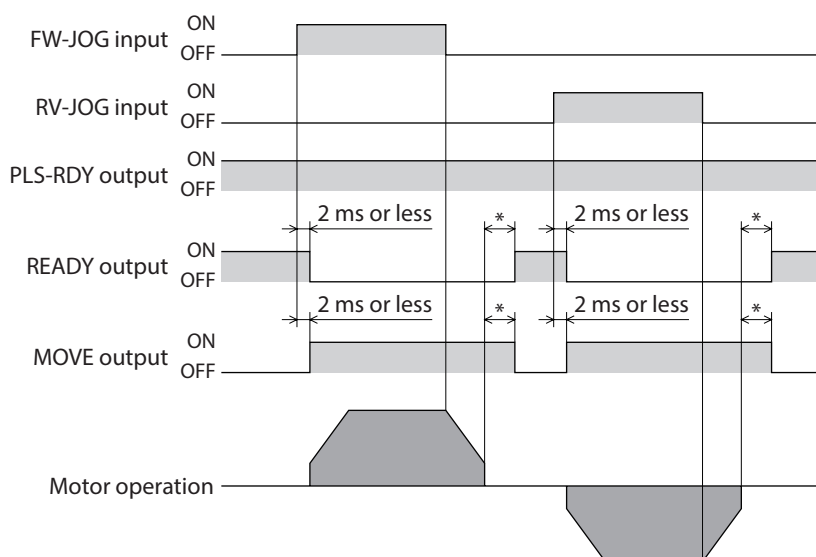 ON
FW-JOG input
OFF
ON
RV-JOG input
OFF
ON
PLS-RDY output
OFF
2 ms or less * 2 ms or less *
ON
READY output
OFF
2 ms or less * 2 ms or less *
ON
MOVE output
OFF
Motor operation